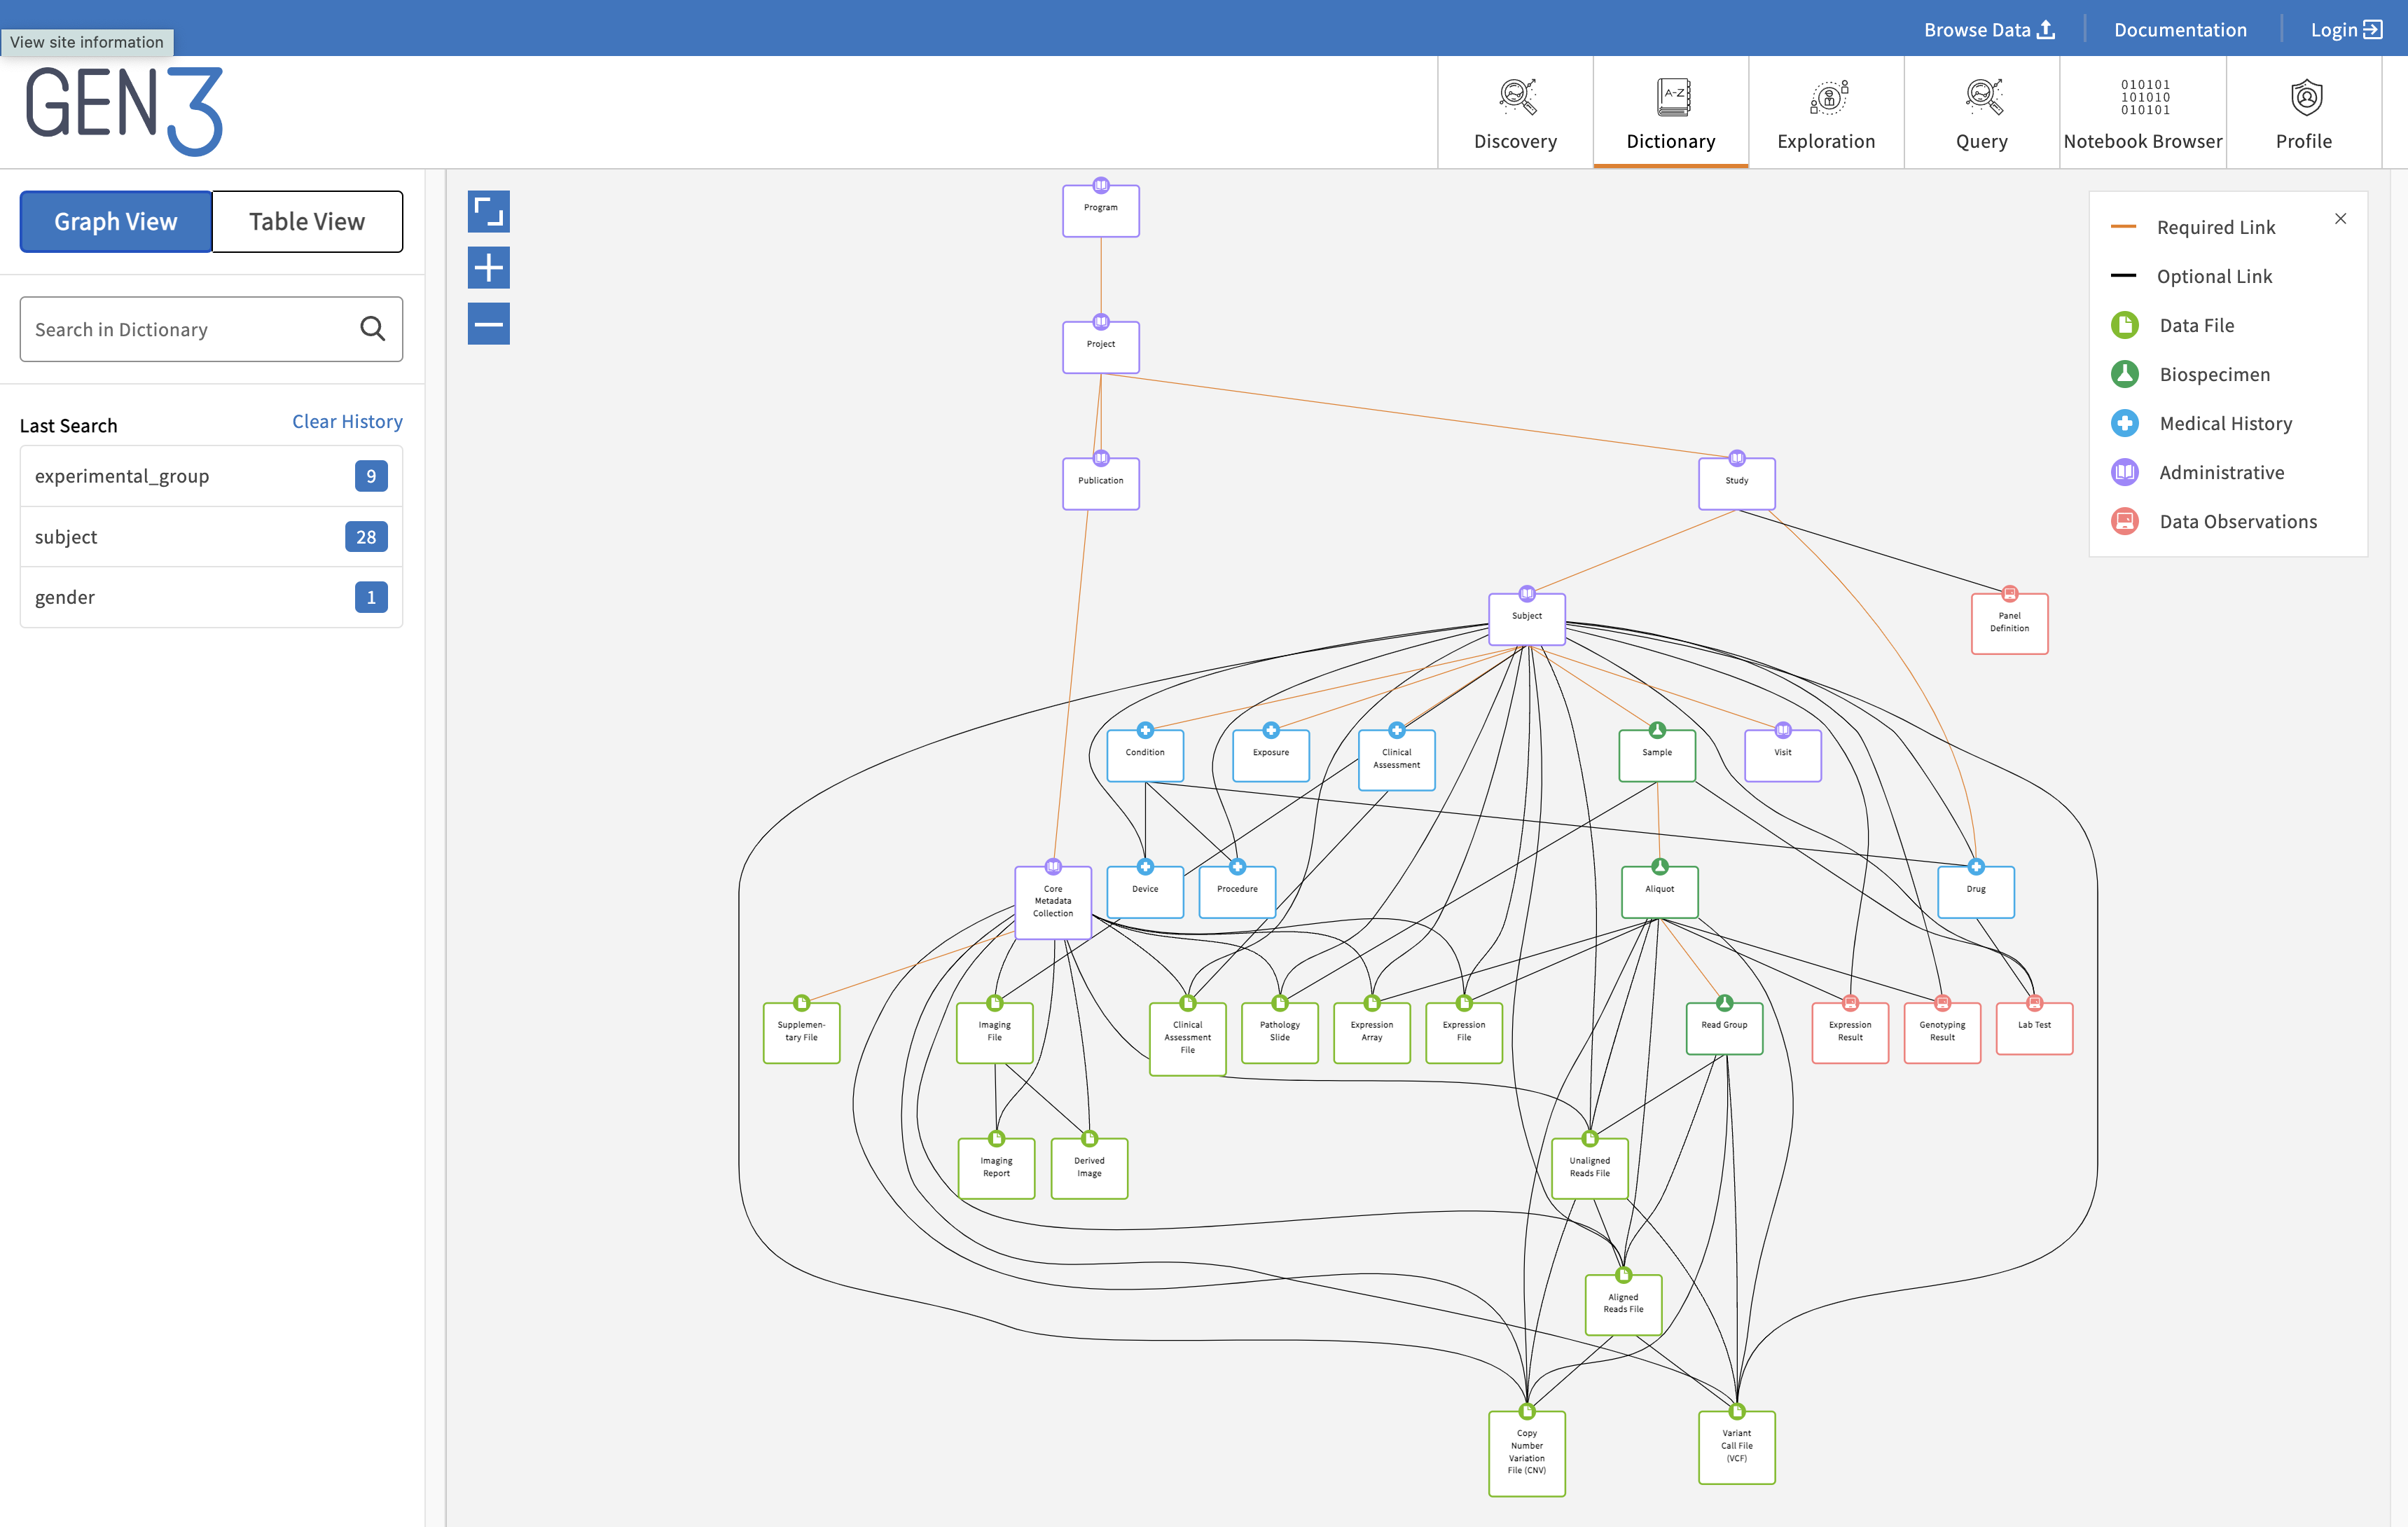 Browse Data
Documentation
Login
View site information
GEN3
Discovery
A-Z
Dictionary
Exploration
Query
010101
101010
010101
Notebook Browser
Profile
Graph View
Table View
Search in Dictionary
Last Search
Clear History
experimental_group
9
subject
28
gender
1
Required Link
Optional Link
Data File
Biospecimen
Medical History
Administrative
Data Observations
Program
Project
Publication
Study
Subject
Panel
Definition
Condition
Exposure
Clinical
Assessment
Sample
Visit
Core
Metadata
Collection
Device
Procedure
Aliquot
Drug
Supplemen-
tary File
Imaging
File
Clinical
Assessment
File
Pathology
Slide
Expression
Array
Expression
File
Read Group
Expression
Result
Genotyping
Result
Lab Test
Imaging
Report
Derived
Image
Unaligned
Reads File
Aligned
Reads File
Copy
Number
Variation
File (CNV)
Variant
Call File
(VCF)